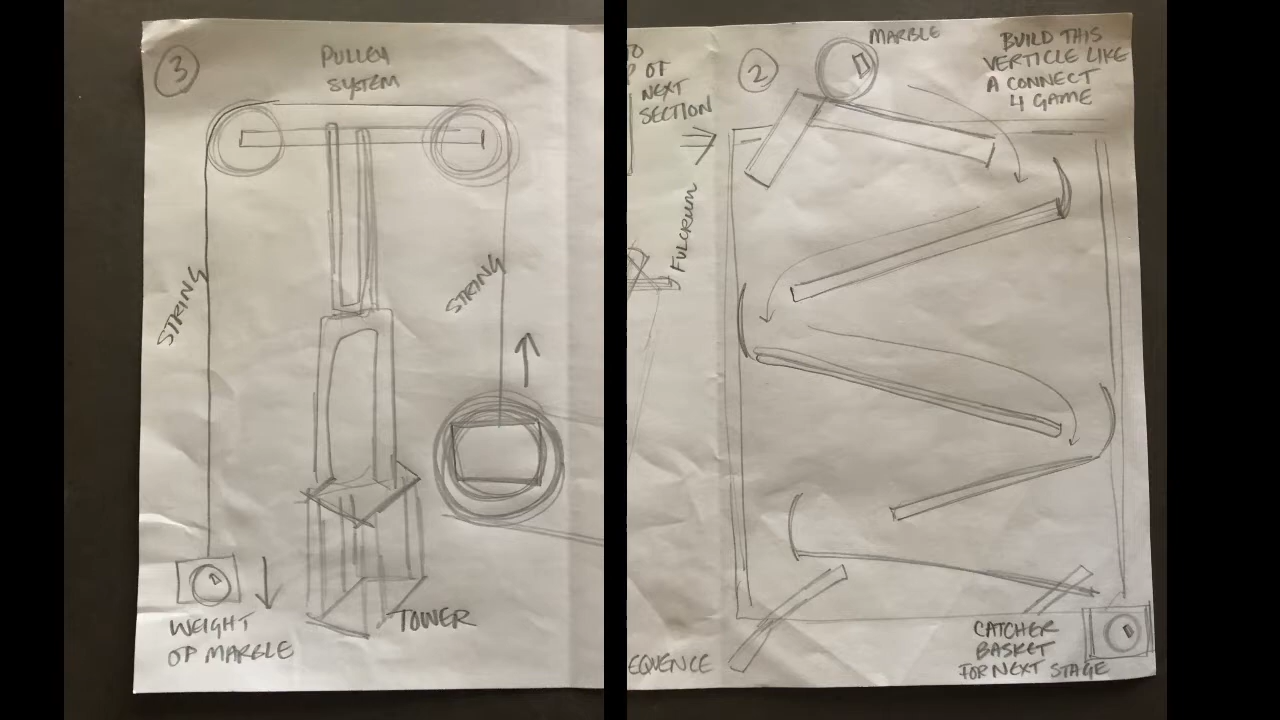 3
PULLEY
SYSTEM
STRING
STRING
WEIGHT
OF MARBLE
TOWER
2
MARBLE
BUILD THIS
VERTICLE LIKE
A CONNECT
4 GAME
OF
NEXT
SECTION
FULCRUM
EQUENCE
CATCHER
BASKET
FOR NEXT STAGE